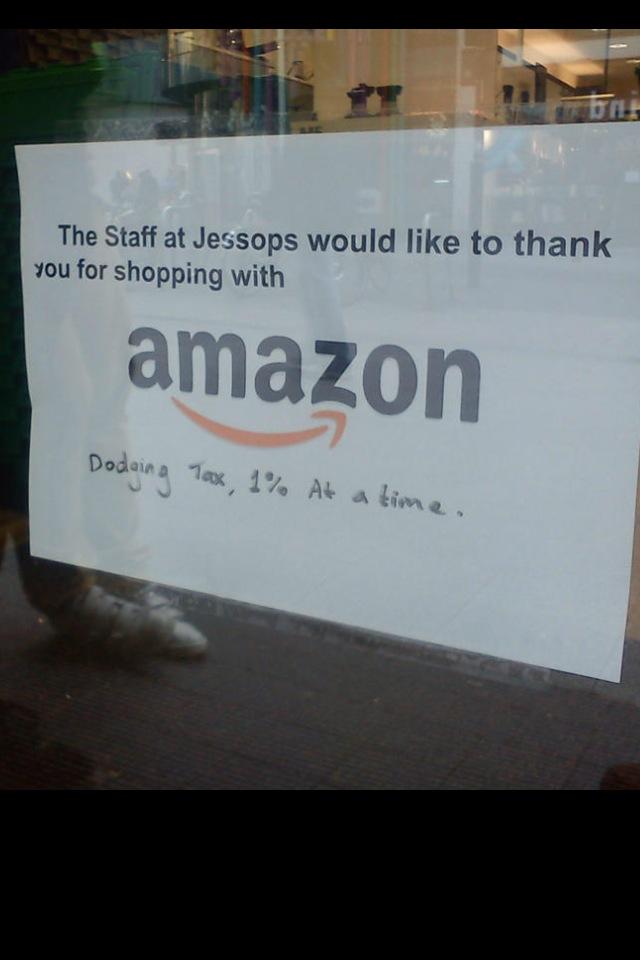 The Staff at Jessops would like to thank
you for shopping with
amazon
Dodging Tax, 1% At a time.